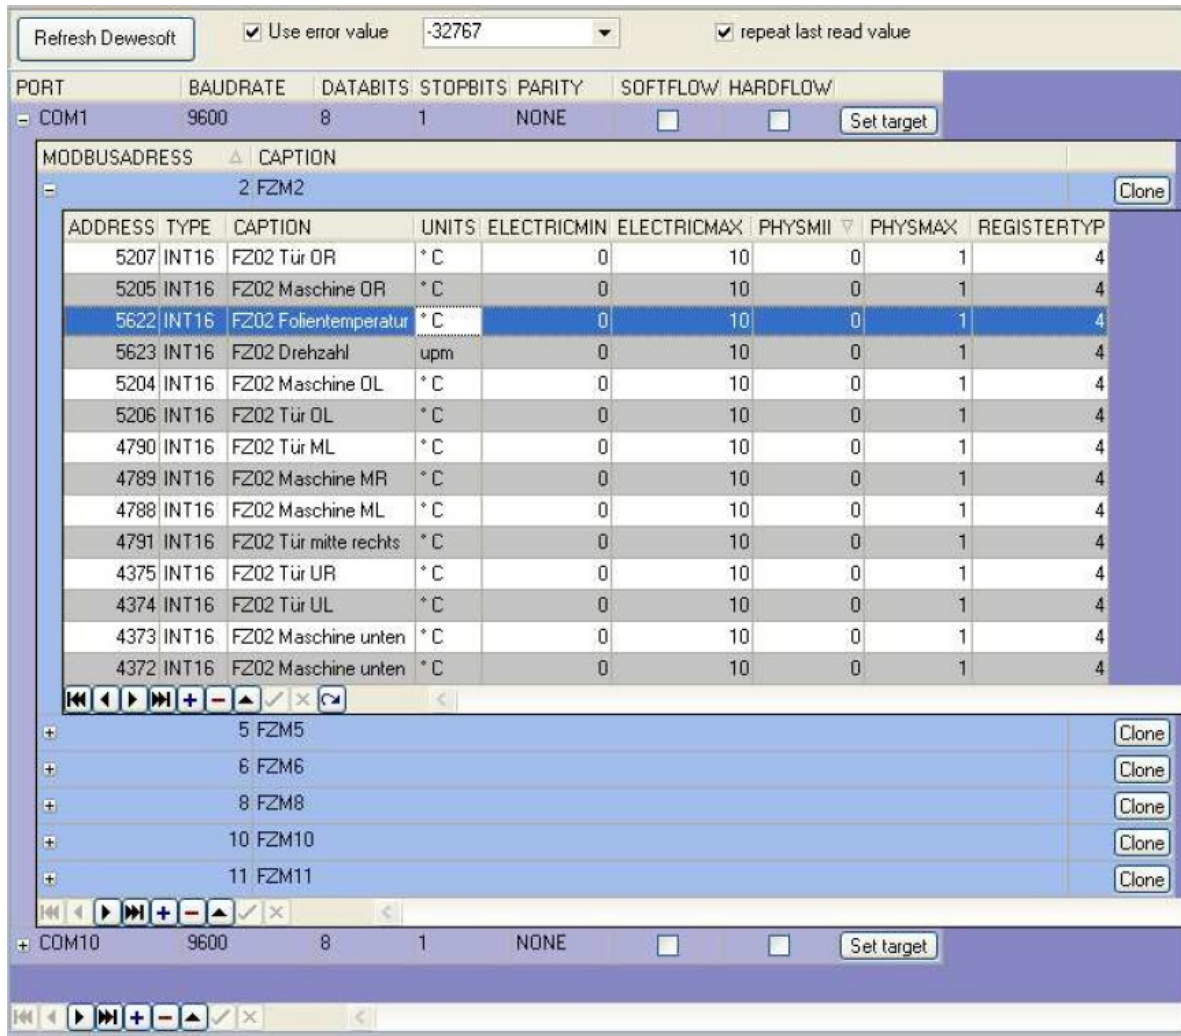 Refresh Dewesoft Use error value -32767 repeat last read value
PORT BAUDRATE DATABITS STOPBITS PARITY SOFTFLOW HARDFLOW
COM1 9600 8 1 NONE Set target
MODBUSADRESS CAPTION
2 FZM2 Clone
ADDRESS TYPE CAPTION UNITS ELECTRICMIN ELECTRICMAX PHYSMII PHYSMAX REGISTERTYP
5207 INT16 FZ02 Tür OR ° C 0 10 0 1 4
5205 INT16 FZ02 Maschine OR ° C 0 10 0 1 4
5622 INT16 FZ02 Folientemperatur ° C 0 10 0 1 4
5623 INT16 FZ02 Drehzahl upm 0 10 0 1 4
5204 INT16 FZ02 Maschine OL ° C 0 10 0 1 4
5206 INT16 FZ02 Tür OL ° C 0 10 0 1 4
4790 INT16 FZ02 Tür ML ° C 0 10 0 1 4
4789 INT16 FZ02 Maschine MR ° C 0 10 0 1 4
4788 INT16 FZ02 Maschine ML ° C 0 10 0 1 4
4791 INT16 FZ02 Tür mitte rechts ° C 0 10 0 1 4
4375 INT16 FZ02 Tür UR ° C 0 10 0 1 4
4374 INT16 FZ02 Tür UL ° C 0 10 0 1 4
4373 INT16 FZ02 Maschine unten ° C 0 10 0 1 4
4372 INT16 FZ02 Maschine unten ° C 0 10 0 1 4
5 FZM5 Clone
6 FZM6 Clone
8 FZM8 Clone
10 FZM10 Clone
11 FZM11 Clone
COM10 9600 8 1 NONE Set target